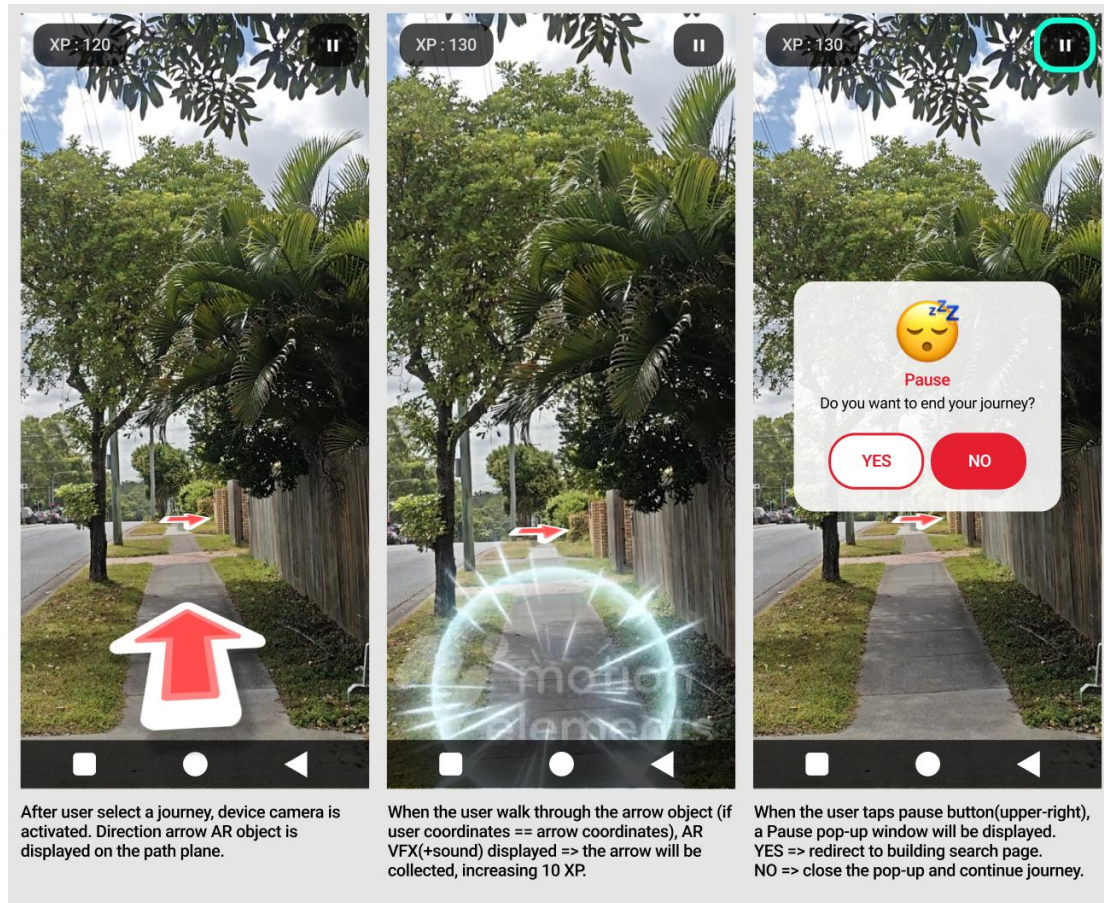 XP : 120
After user select a journey, device camera is
activated. Direction arrow AR object is
displayed on the path plane.
XP : 130
motion
elements
When the user walk through the arrow object (if
user coordinates == arrow coordinates), AR
VFX(+sound) displayed => the arrow will be
collected, increasing 10 XP.
XP : 130
zzZ
Pause
Do you want to end your journey?
YES
NO
When the user taps pause button(upper-right),
a Pause pop-up window will be displayed.
YES => redirect to building search page.
NO => close the pop-up and continue journey.